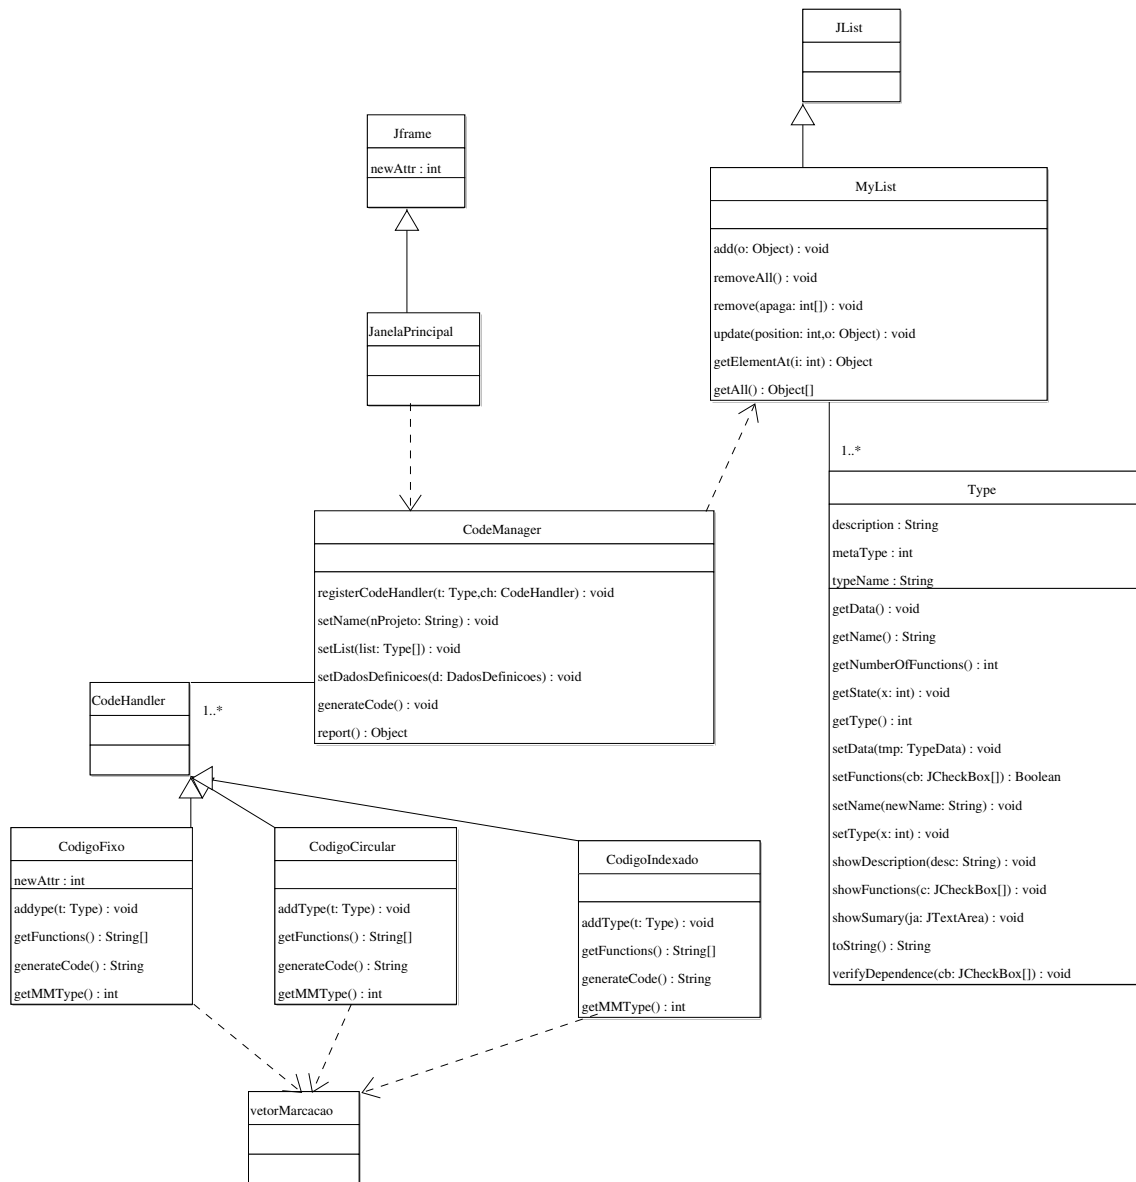 JList
Jframe
newAttr : int
MyList
add(o: Object) : void
removeAll() : void
remove(apaga: int[]) : void
update(position: int,o: Object) : void
getElementAt(i: int) : Object
getAll() : Object[]
JanelaPrincipal
1..*
Type
description : String
metaType : int
typeName : String
getData() : void
getName() : String
getNumberOfFunctions() : int
getState(x: int) : void
getType() : int
setData(tmp: TypeData) : void
setFunctions(cb: JCheckBox[]) : Boolean
setName(newName: String) : void
setType(x: int) : void
showDescription(desc: String) : void
showFunctions(c: JCheckBox[]) : void
showSumary(ja: JTextArea) : void
toString() : String
verifyDependence(cb: JCheckBox[]) : void
CodeManager
registerCodeHandler(t: Type,ch: CodeHandler) : void
setName(nProjeto: String) : void
setList(list: Type[]) : void
setDadosDefinicoes(d: DadosDefinicoes) : void
generateCode() : void
report() : Object
CodeHandler
1..*
CodigoFixo
newAttr : int
addype(t: Type) : void
getFunctions() : String[]
generateCode() : String
getMMType() : int
CodigoCircular
addType(t: Type) : void
getFunctions() : String[]
generateCode() : String
getMMType() : int
CodigoIndexado
addType(t: Type) : void
getFunctions() : String[]
generateCode() : String
getMMType() : int
vetorMarcacao